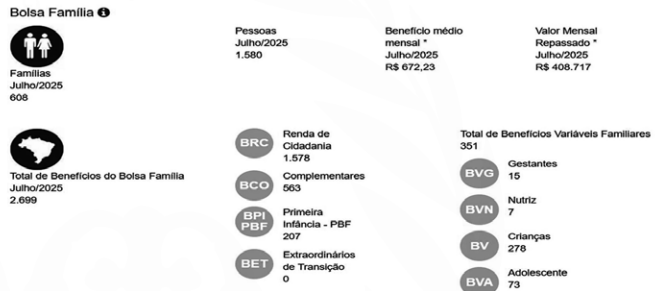 Bolsa Família
Famílias
Julho/2025
608
Pessoas
Julho/2025
1.580
Benefício médio
mensal *
Julho/2025
R$ 672,23
Valor Mensal
Repassado *
Julho/2025
R$ 408.717
Total de Benefícios do Bolsa Família
Julho/2025
2.699
BRC
Renda de
Cidadania
1.578
BCO
Complementares
563
BPI
PBF
Primeira
Infância - PBF
207
BET
Extraordinários
de Transição
0
Total de Benefícios Variáveis Familiares
351
BVG
Gestantes
15
BVN
Nutriz
7
BV
Crianças
278
BVA
Adolescente
73